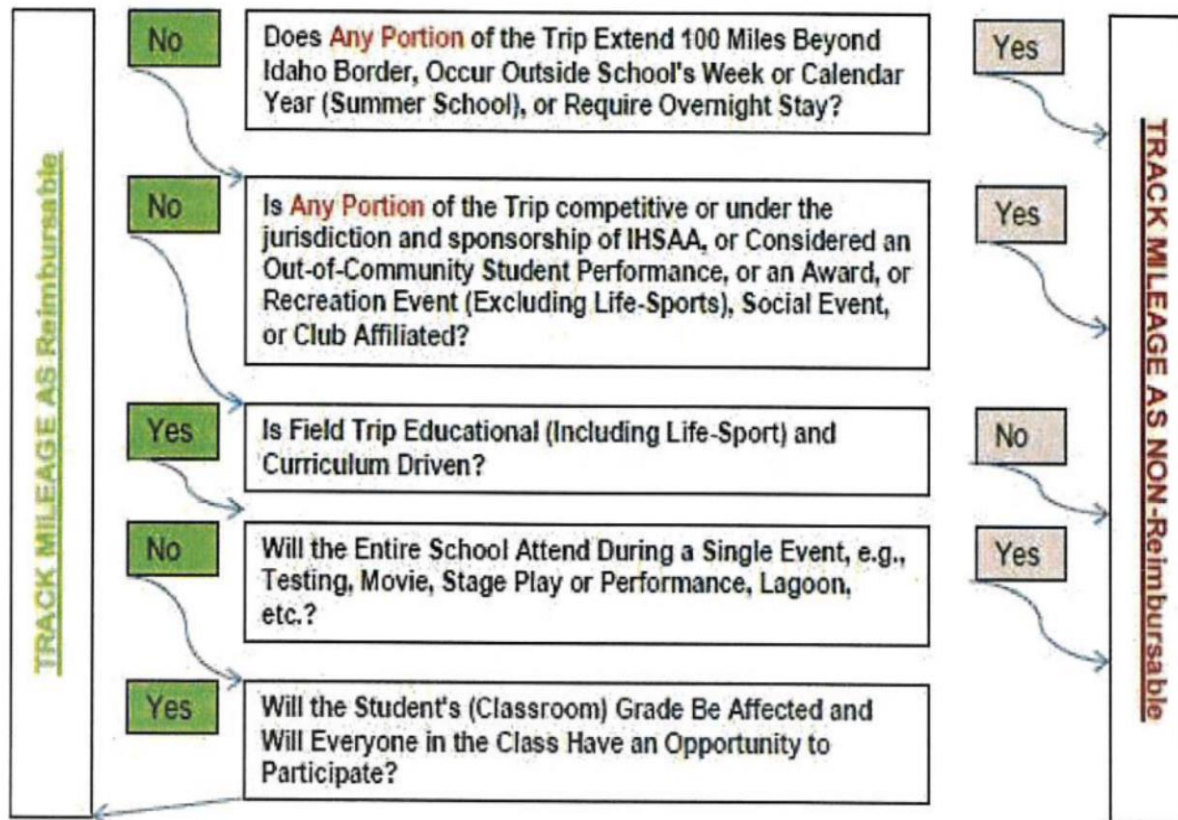 TRACK MILEAGE AS Reimbursable
No
Does Any Portion of the Trip Extend 100 Miles Beyond
Idaho Border, Occur Outside School's Week or Calendar
Year (Summer School), or Require Overnight Stay?
Yes
No
Is Any Portion of the Trip competitive or under the
jurisdiction and sponsorship of IHSAA, or Considered an
Out-of-Community Student Performance, or an Award, or
Recreation Event (Excluding Life-Sports), Social Event,
or Club Affiliated?
Yes
Yes
Is Field Trip Educational (Including Life-Sport) and
Curriculum Driven?
No
No
Will the Entire School Attend During a Single Event, e.g.,
Testing, Movie, Stage Play or Performance, Lagoon,
etc.?
Yes
Yes
Will the Student's (Classroom) Grade Be Affected and
Will Everyone in the Class Have an Opportunity to
Participate?
TRACK MILEAGE AS NON-Reimbursable